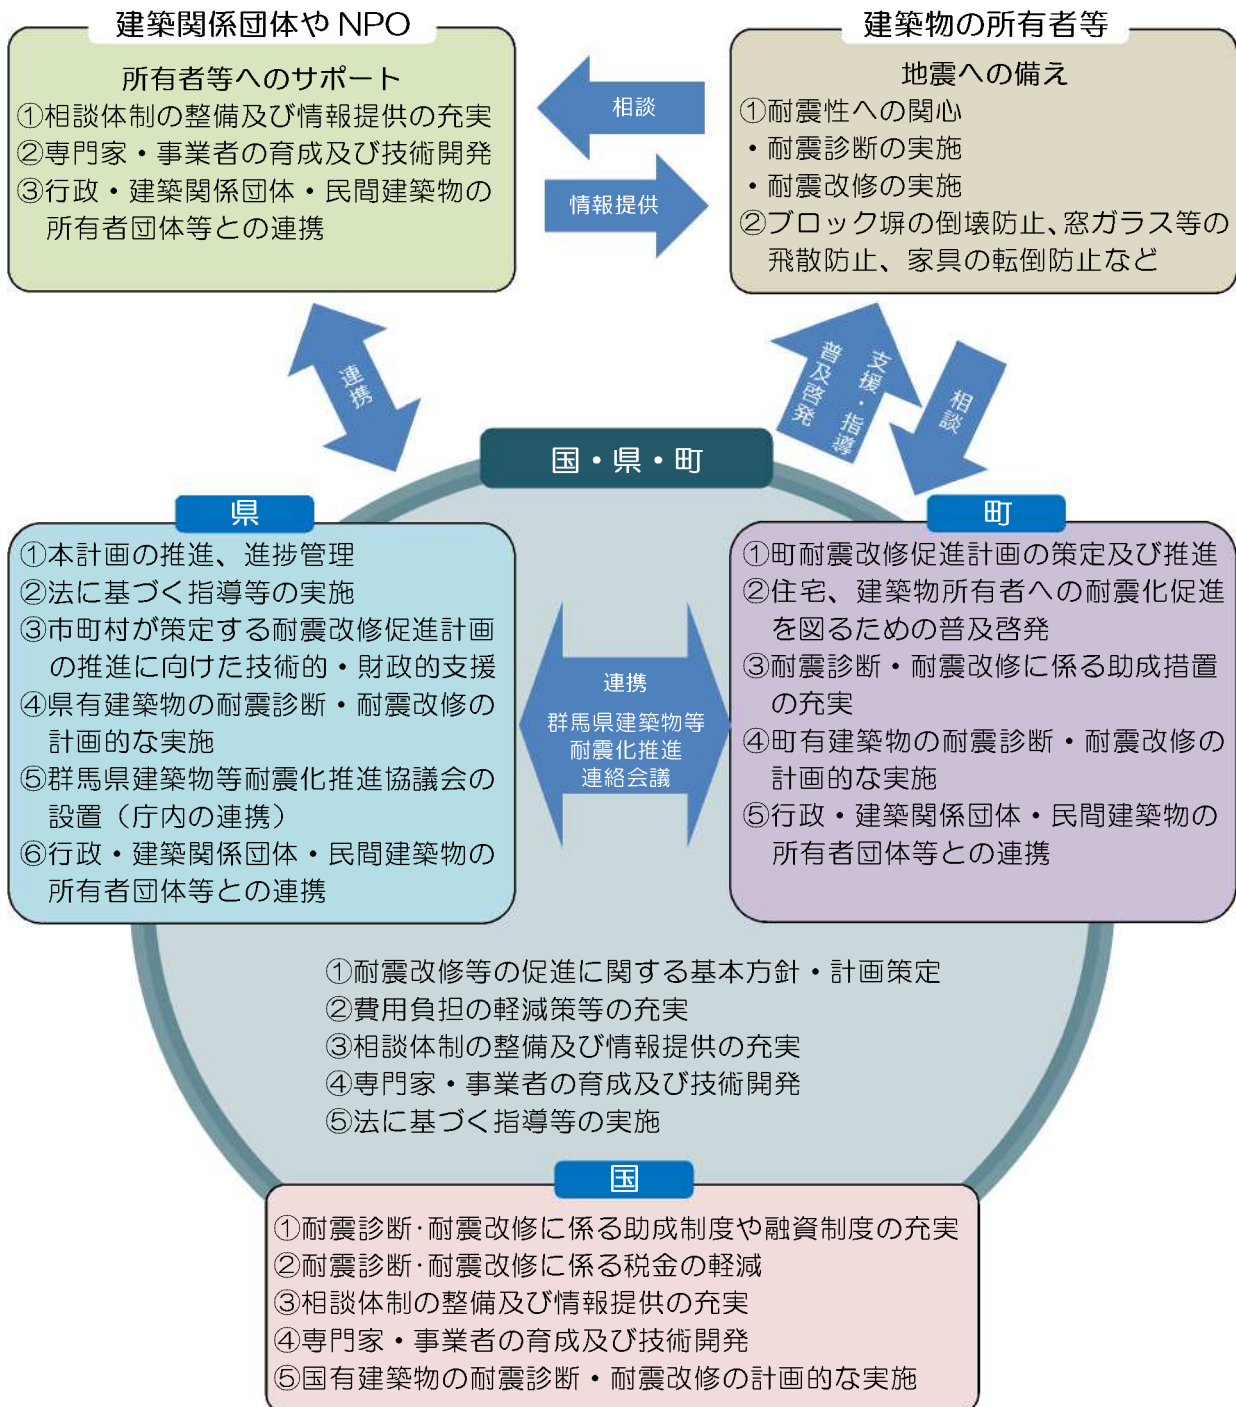 建築関係団体や NPO
所有者等へのサポート
①相談体制の整備及び情報提供の充実
②専門家・事業者の育成及び技術開発
③行政・建築関係団体・民間建築物の
所有者団体等との連携
相談
情報提供
建築物の所有者等
地震への備え
①耐震性への関心
・耐震診断の実施
・耐震改修の実施
②ブロック塀の倒壊防止、窓ガラス等の
飛散防止、家具の転倒防止など
連携
支援・指導
普及啓発
相談
国・県・町
県
①本計画の推進、進捗管理
②法に基づく指導等の実施
③市町村が策定する耐震改修促進計画
の推進に向けた技術的・財政的支援
④県有建築物の耐震診断・耐震改修の
計画的な実施
⑤群馬県建築物等耐震化推進協議会の
設置（庁内の連携）
⑥行政・建築関係団体・民間建築物の
所有者団体等との連携
連携
群馬県建築物等
耐震化推進
連絡会議
町
①町耐震改修促進計画の策定及び推進
②住宅、建築物所有者への耐震化促進
を図るための普及啓発
③耐震診断・耐震改修に係る助成措置
の充実
④町有建築物の耐震診断・耐震改修の
計画的な実施
⑤行政・建築関係団体・民間建築物の
所有者団体等との連携
①耐震改修等の促進に関する基本方針・計画策定
②費用負担の軽減策等の充実
③相談体制の整備及び情報提供の充実
④専門家・事業者の育成及び技術開発
⑤法に基づく指導等の実施
国
①耐震診断･耐震改修に係る助成制度や融資制度の充実
②耐震診断･耐震改修に係る税金の軽減
③相談体制の整備及び情報提供の充実
④専門家・事業者の育成及び技術開発
⑤国有建築物の耐震診断・耐震改修の計画的な実施